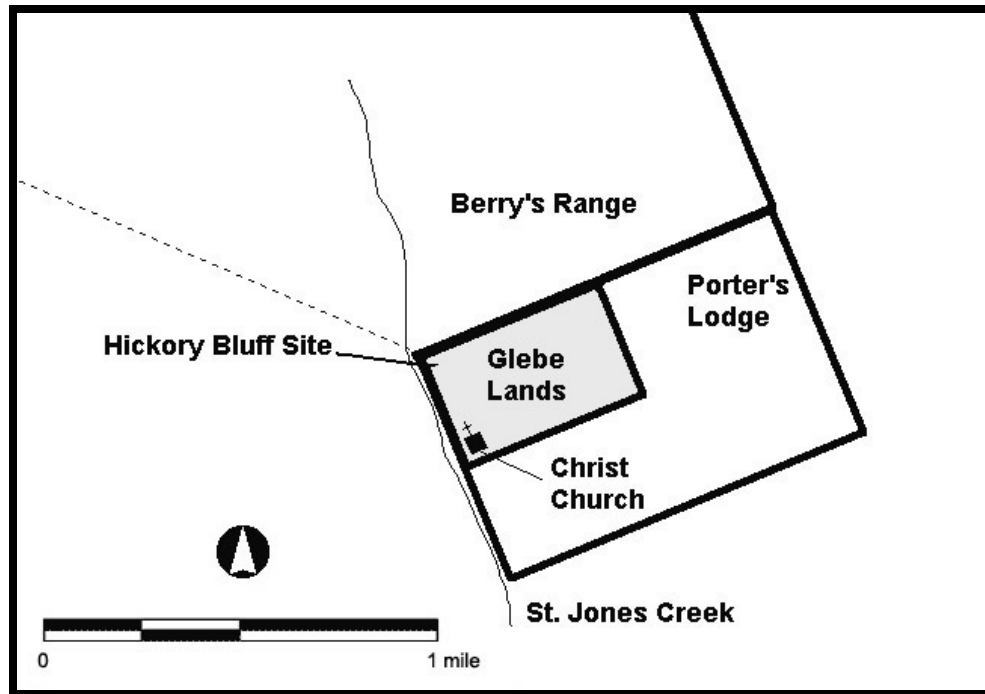 Berry's Range
Porter's
Lodge
Hickory Bluff Site
Glebe
Lands
Christ
Church
St. Jones Creek
0
1 mile